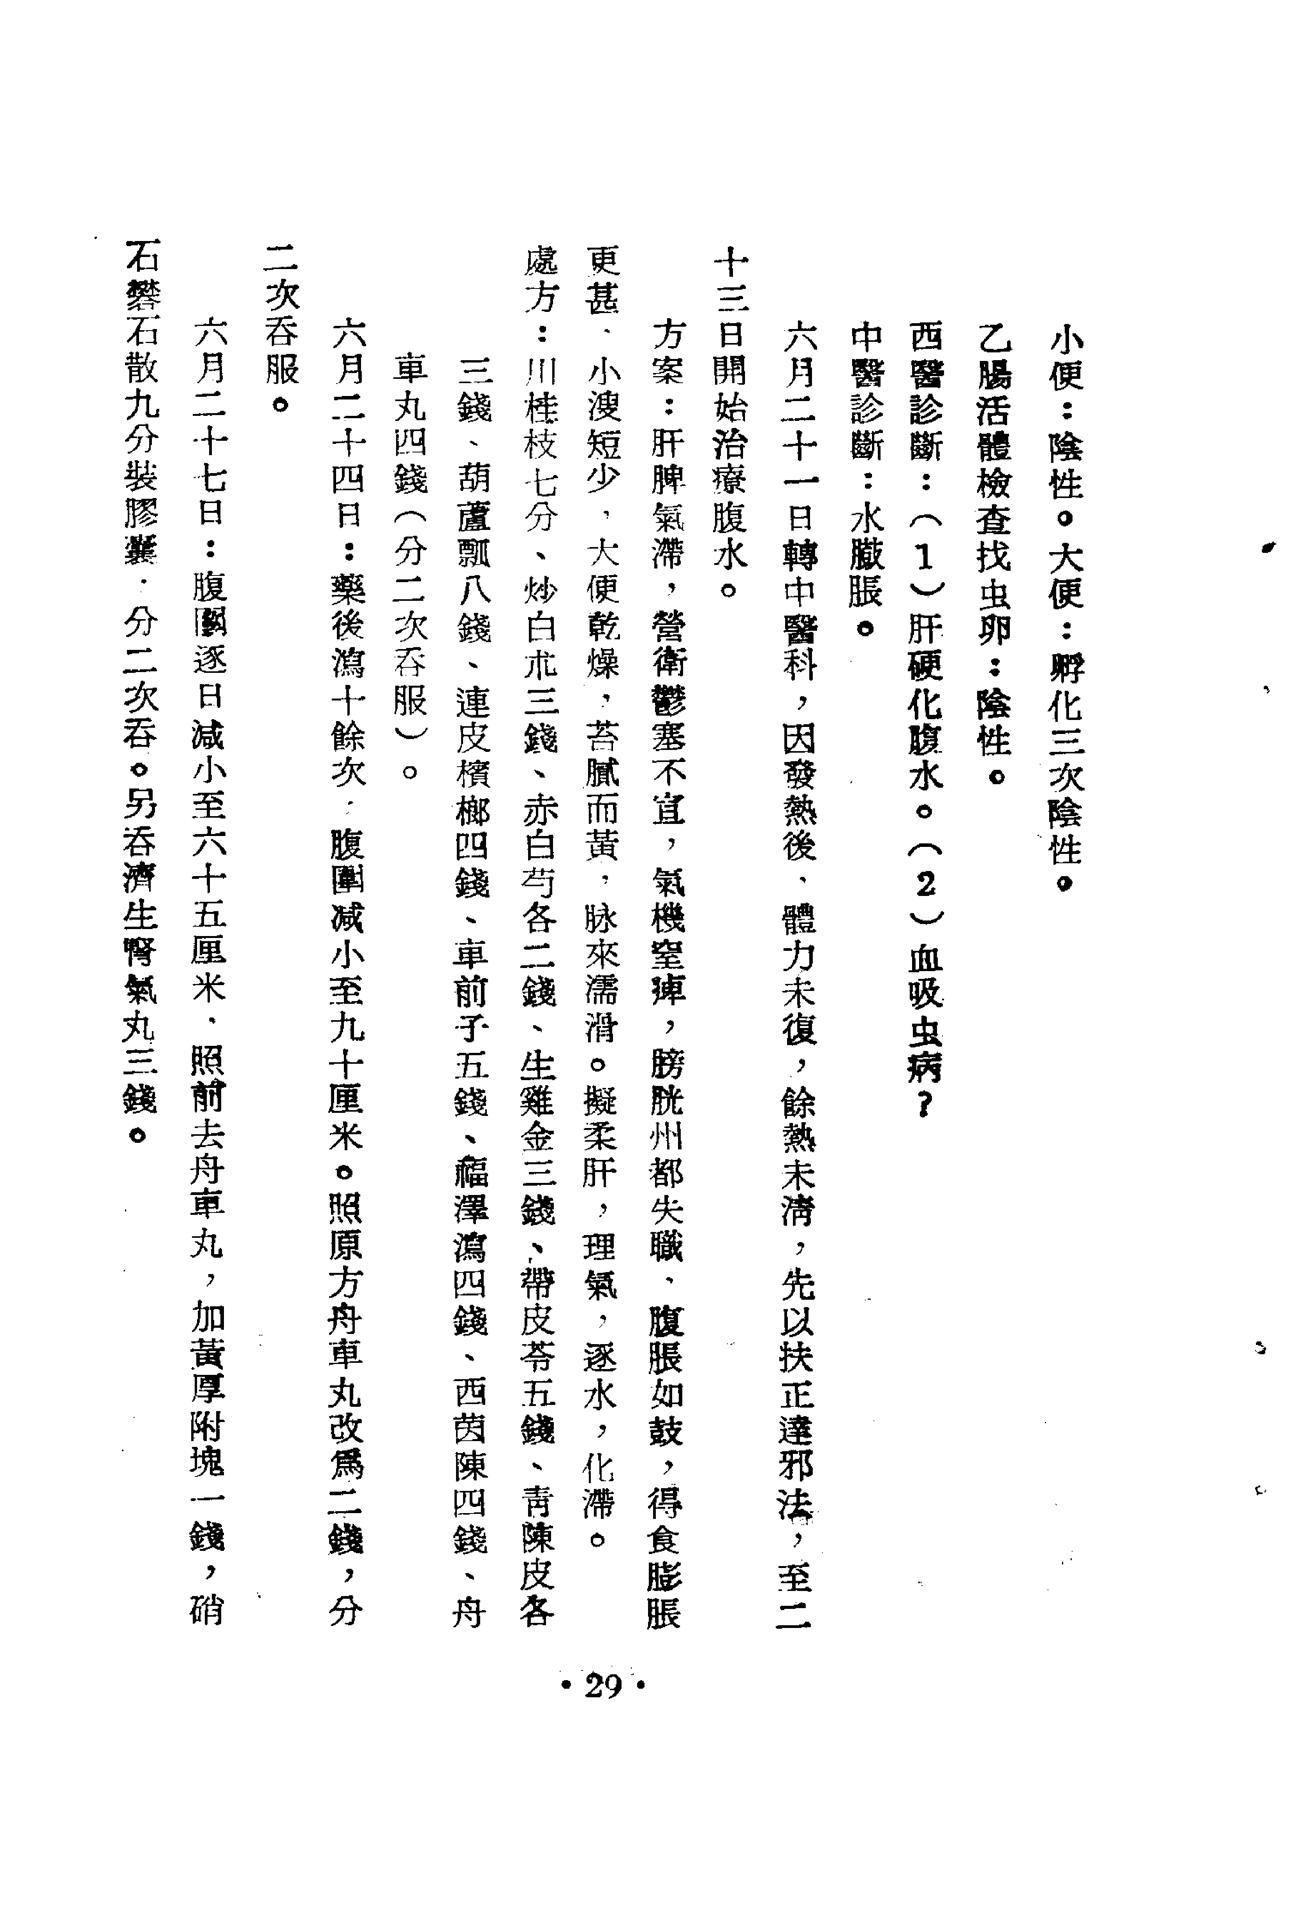 小便：陰性。大便：孵化三次陰性。
乙腸活體檢查找虫卵：陰性。
西醫診斷：（1）肝硬化腹水。（2）血吸虫病？
中醫診斷：水臌脹。
六月二十一日轉中醫科，因發熱後，體力未復，餘熱未清，先以扶正達邪法，至二
十三日開始治療腹水。
方案：肝脾氣滯，營衛鬱塞不宣，氣機窒痺，膀胱州都失職、腹脹如鼓，得食膨脹
更甚，小溲短少，大便乾燥，苔膩而黃，脉來濡滑。擬柔肝，理氣，逐水，化滯。
處方：川桂枝七分、炒白朮三錢、赤白芍各二錢、生雞金三錢、帶皮苓五錢、青陳皮各
三錢、葫蘆瓢八錢、連皮檳榔四錢、車前子五錢、福澤瀉四錢、西茵陳四錢、舟
車丸四錢（分二次吞服）。
六月二十四日：藥後瀉十餘次，腹圍减小至九十厘米。照原方舟車丸改爲二錢，分
二次吞服。
六月二十七日：腹圍逐日减小至六十五厘米，照前去舟車丸，加黃厚附塊一錢，硝
石礬石散九分裝膠囊，分二次吞。另吞濟生腎氣丸三錢。
• 29 •